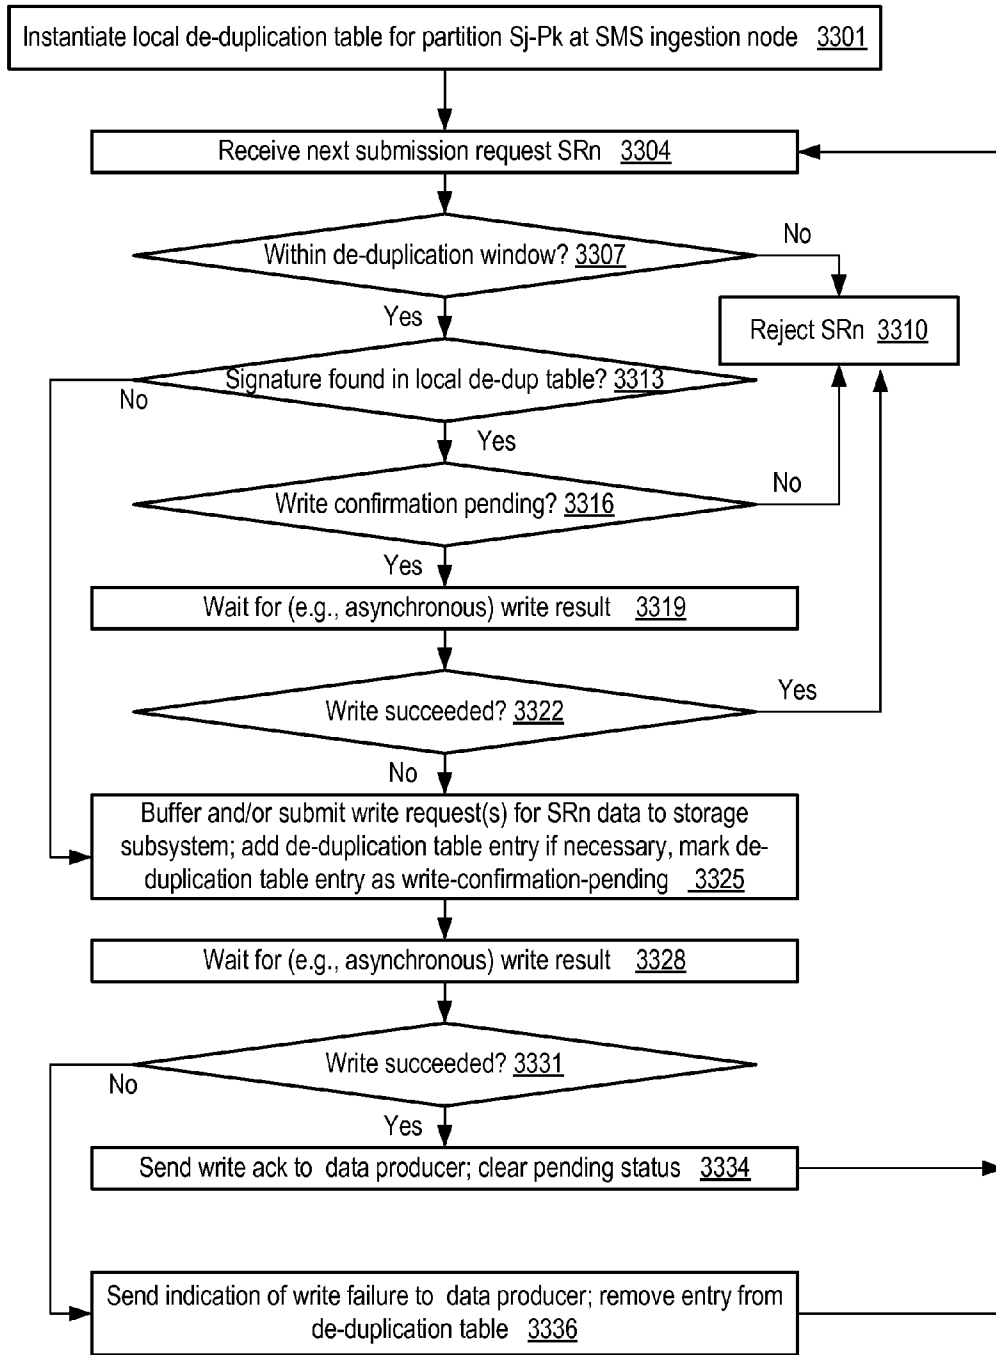 Instantiate local de-duplication table for partition Sj-Pk at SMS ingestion node 3301
Receive next submission request SRn 3304
Within de-duplication window? 3307
No
Yes
Reject SRn 3310
Signature found in local de-dup table? 3313
No
Yes
Write confirmation pending? 3316
No
Yes
Wait for (e.g., asynchronous) write result 3319
Write succeeded? 3322
Yes
No
Buffer and/or submit write request(s) for SRn data to storage
subsystem; add de-duplication table entry if necessary, mark de-
duplication table entry as write-confirmation-pending 3325
Wait for (e.g., asynchronous) write result 3328
Write succeeded? 3331
No
Yes
Send write ack to data producer; clear pending status 3334
Send indication of write failure to data producer; remove entry from
de-duplication table 3336